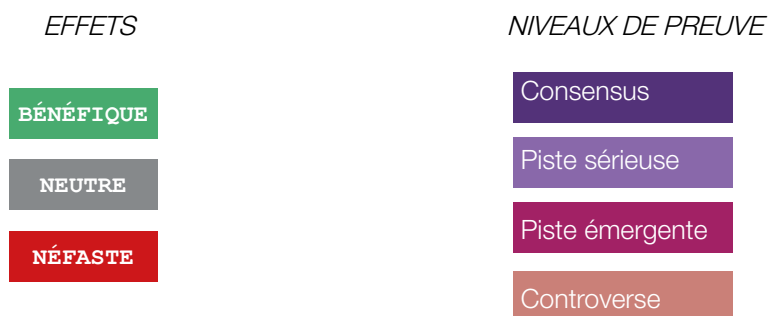 EFFETS
BÉNÉFIQUE
NEUTRE
NÉFASTE
NIVEAUX DE PREUVE
Consensus
Piste sérieuse
Piste émergente
Controverse